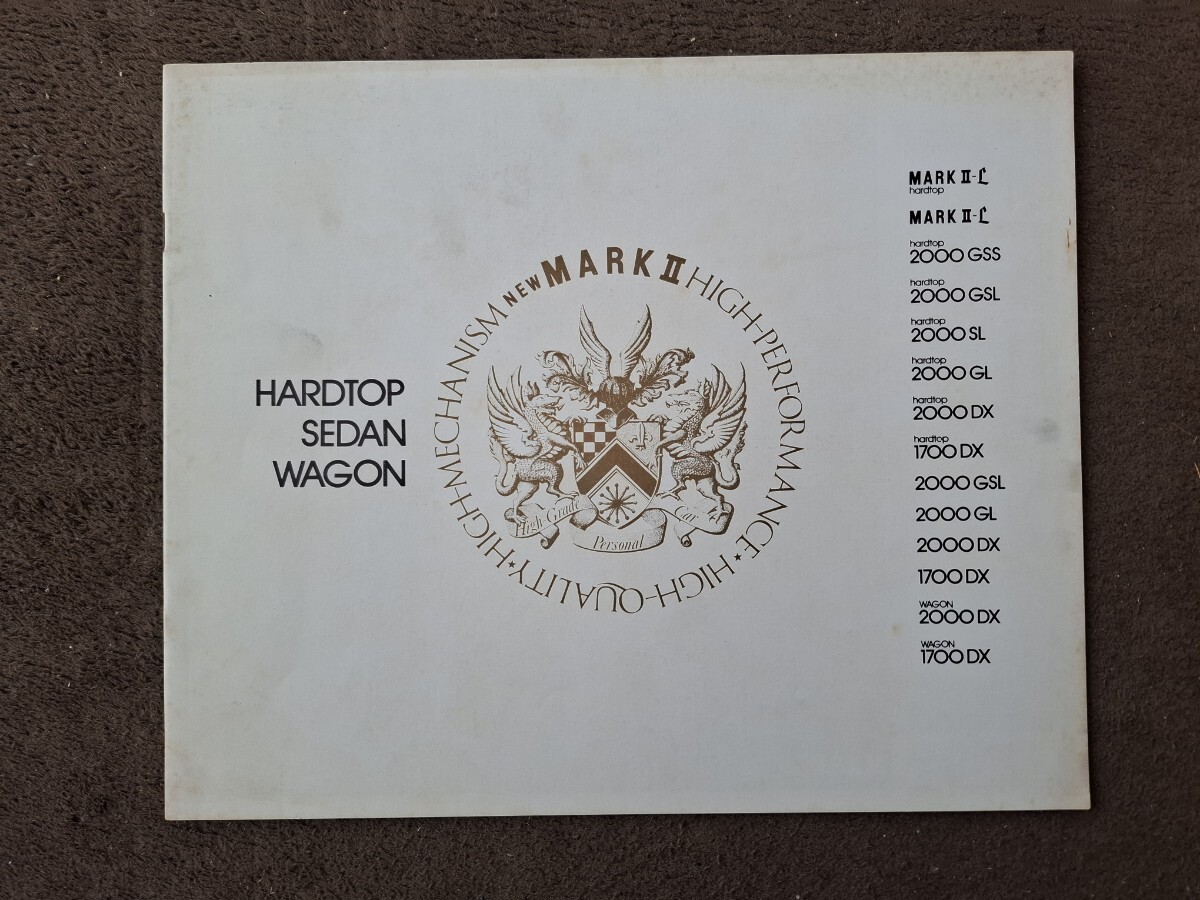 HARDTOP
SEDAN
WAGON
NEW MARK II
HIGH-PERFORMANCE★HIGH-QUALITY★HIGH-MECHANISM
High Grade
Personal
Car
MARK II-L
hardtop
MARK II-L
hardtop
2000 GSS
hardtop
2000 GSL
hardtop
2000 SL
hardtop
2000 GL
hardtop
2000 DX
hardtop
1700 DX
2000 GSL
2000 GL
2000 DX
1700 DX
WAGON
2000 DX
WAGON
1700 DX